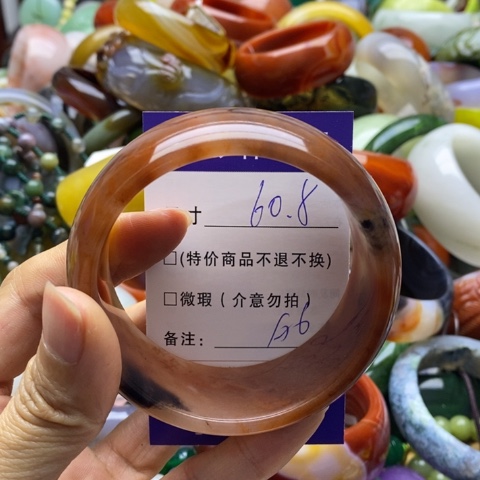 寸 60.8
□(特价商品不退不换)
□微瑕（介意勿拍）
备注：